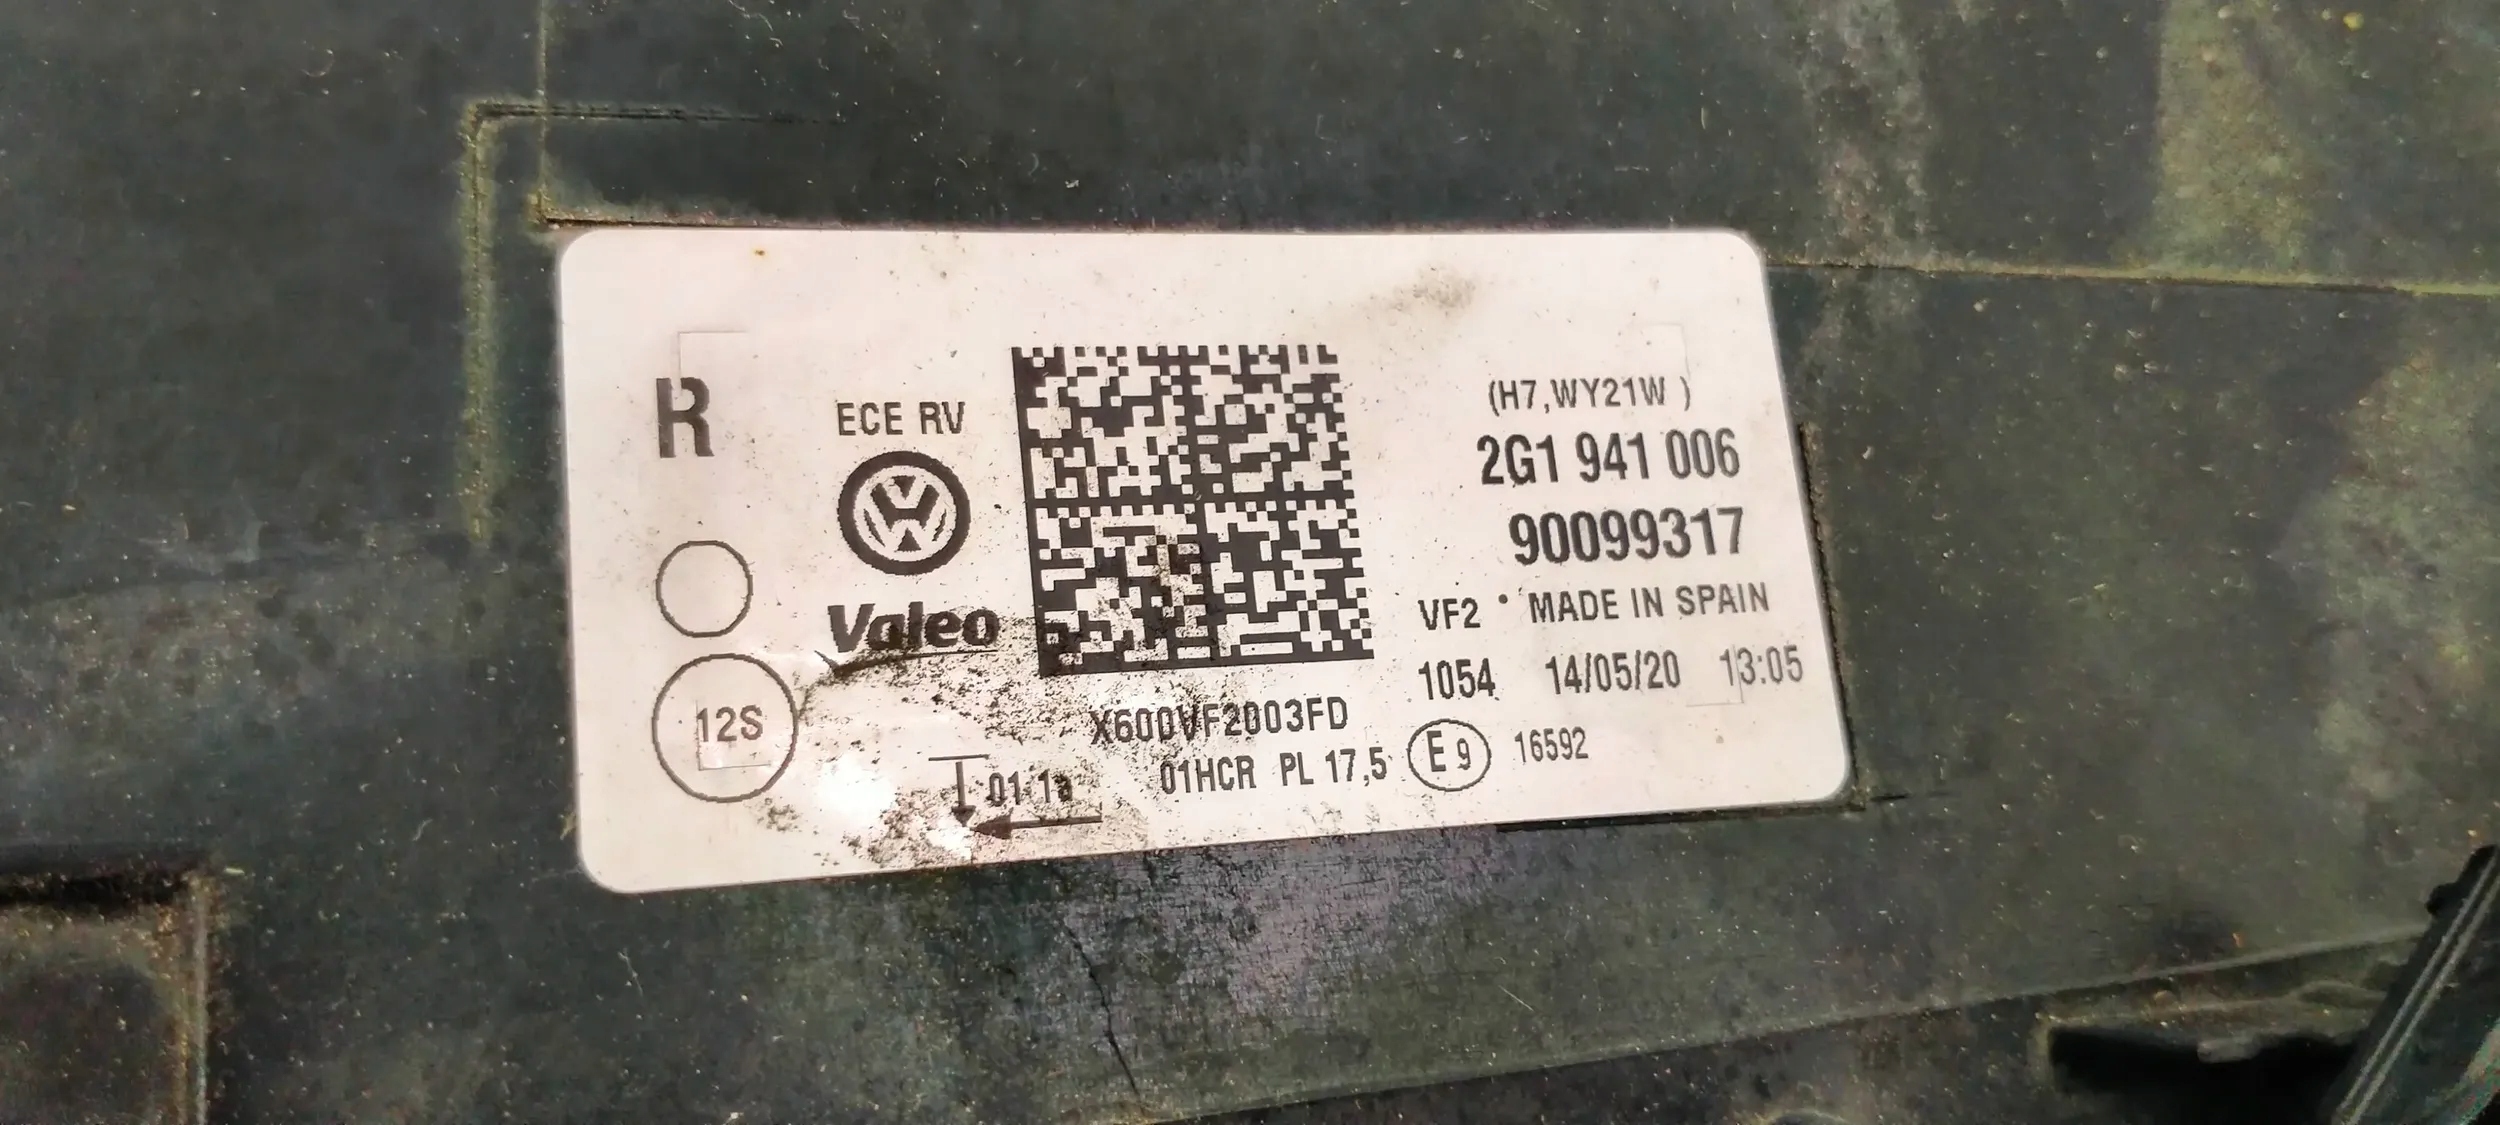 R
ECE RV
Valeo
12S
01 1a
X600VF2003FD
01HCR PL 17,5
(H7,WY21W )
2G1 941 006
90099317
VF2 • MADE IN SPAIN
1054 14/05/20 13:05
E9 16592